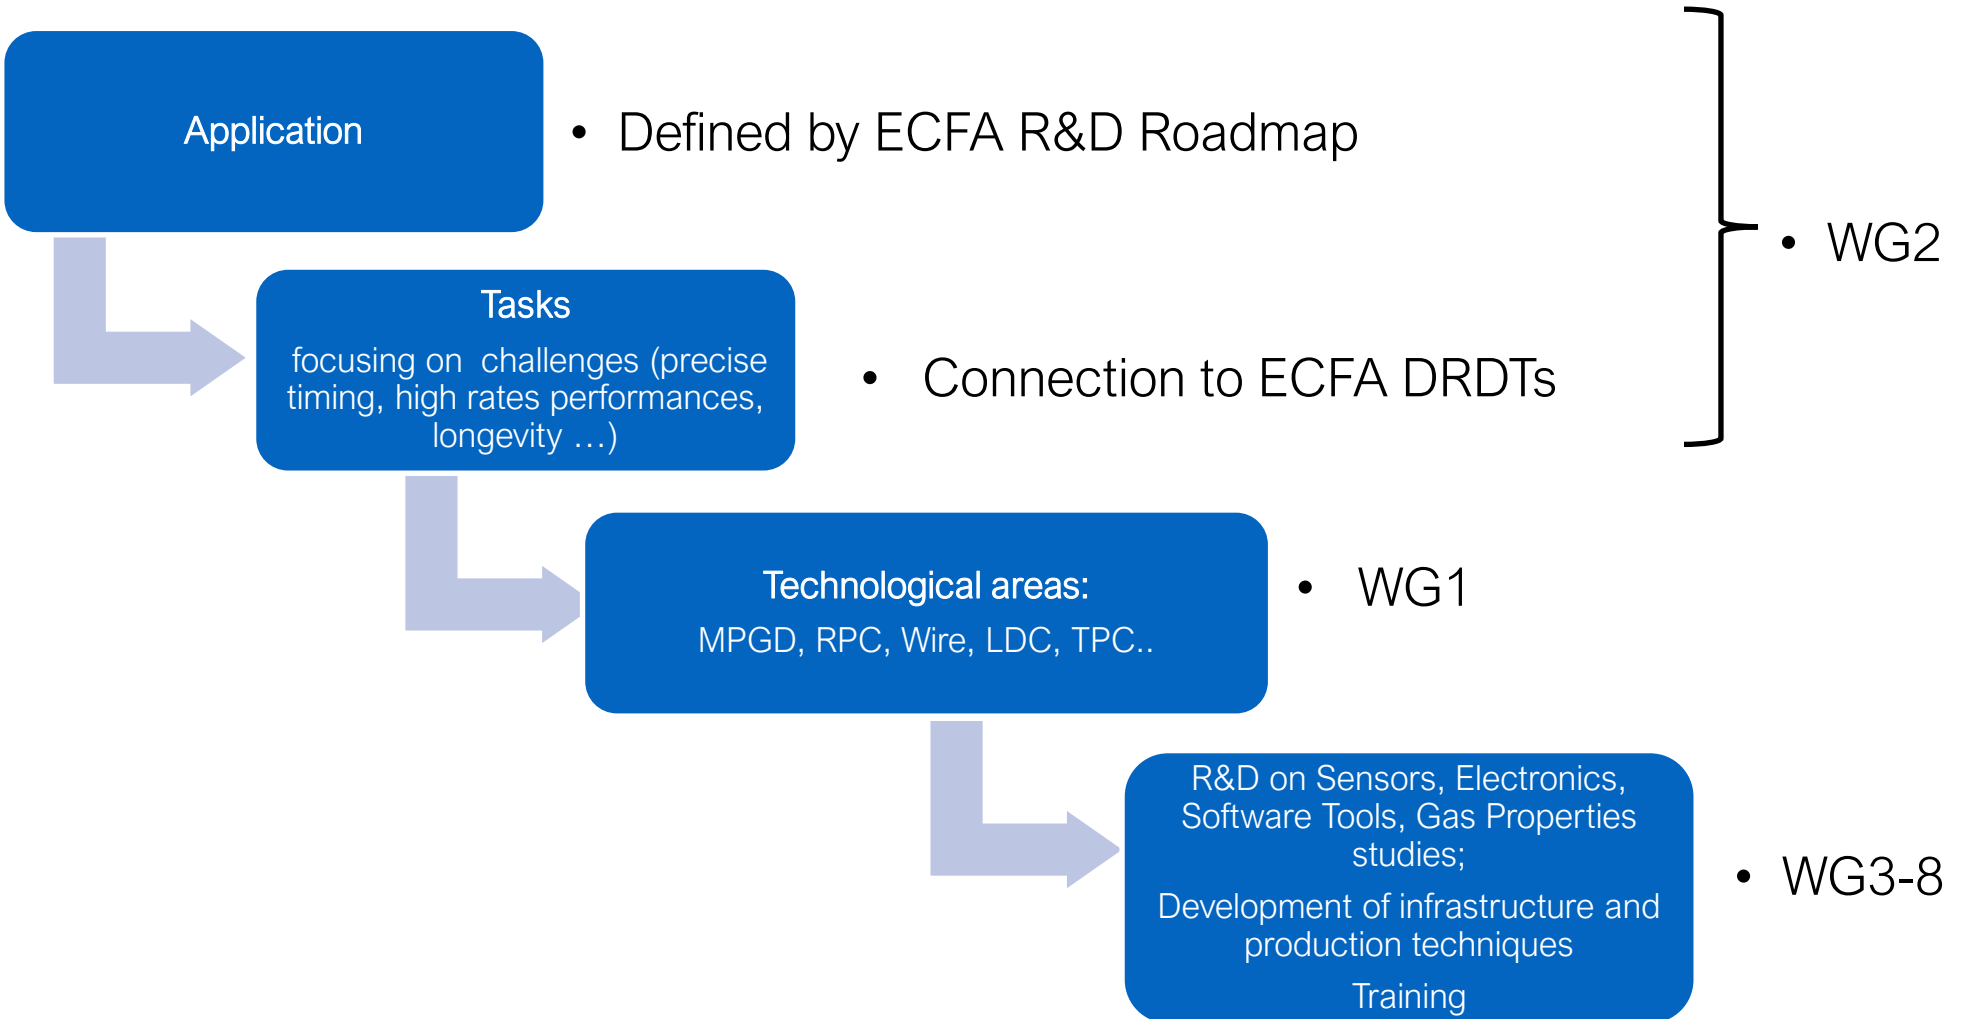 Application
• Defined by ECFA R&D Roadmap
• WG2
Tasks
focusing on challenges (precise
timing, high rates performances,
longevity …)
• Connection to ECFA DRDTs
Technological areas:
MPGD, RPC, Wire, LDC, TPC..
• WG1
R&D on Sensors, Electronics,
Software Tools, Gas Properties
studies;
Development of infrastructure and
production techniques
Training
• WG3-8